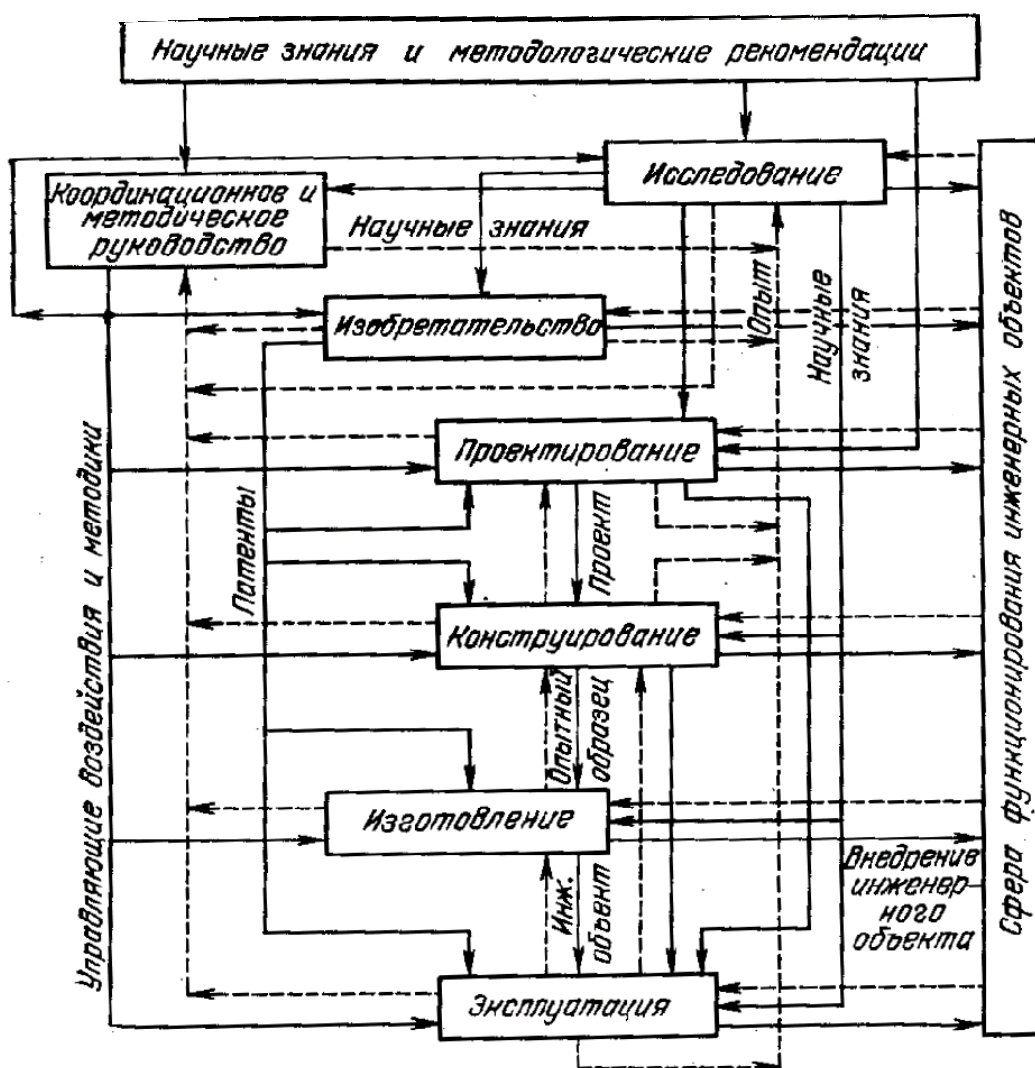 Научные знания и методологические рекомендации
Исследование
Координационное и
методическое
руководство
Научные знания
Изобретательство
Опыт
Научные
знания
Проектирование
Патенты
Проект
Конструирование
Опытный
образец
Изготовление
Инж.
объект
Внедрение
инженер-
ного
объекта
Эксплуатация
Управляющие воздействия и методики
Сфера функционирования инженерных объектов